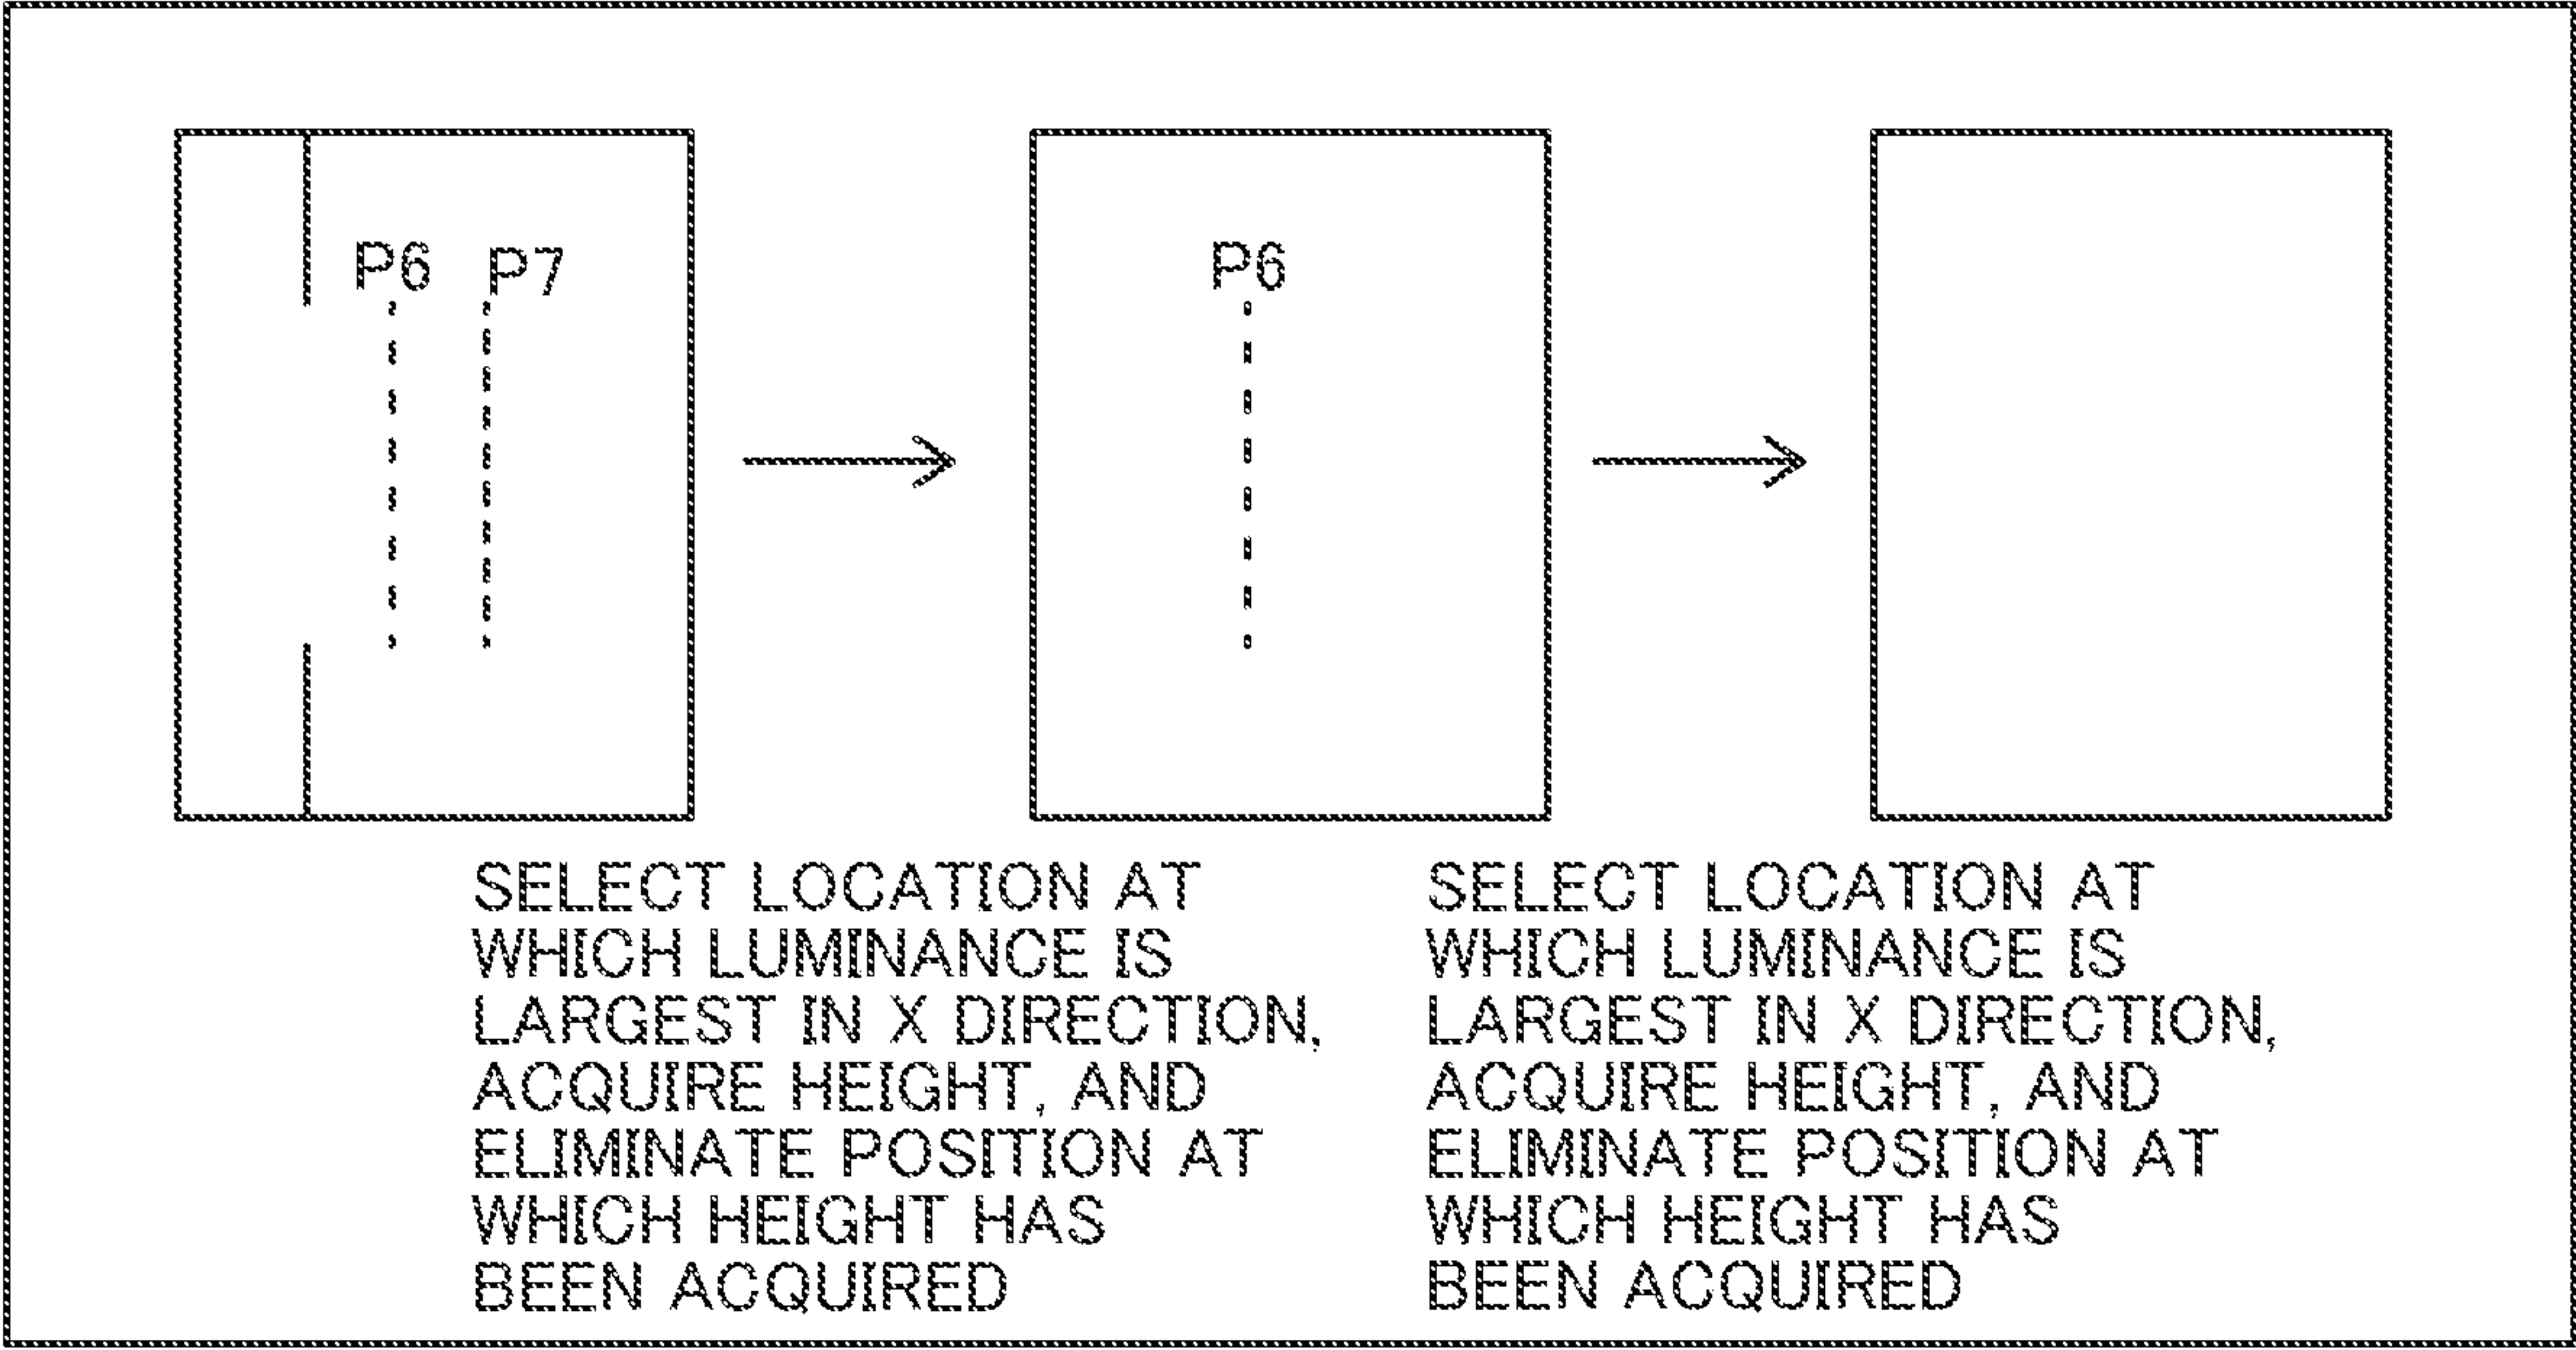 P6 P7
P6
SELECT LOCATION AT
WHICH LUMINANCE IS
LARGEST IN X DIRECTION,
ACQUIRE HEIGHT, AND
ELIMINATE POSITION AT
WHICH HEIGHT HAS
BEEN ACQUIRED
SELECT LOCATION AT
WHICH LUMINANCE IS
LARGEST IN X DIRECTION,
ACQUIRE HEIGHT, AND
ELIMINATE POSITION AT
WHICH HEIGHT HAS
BEEN ACQUIRED